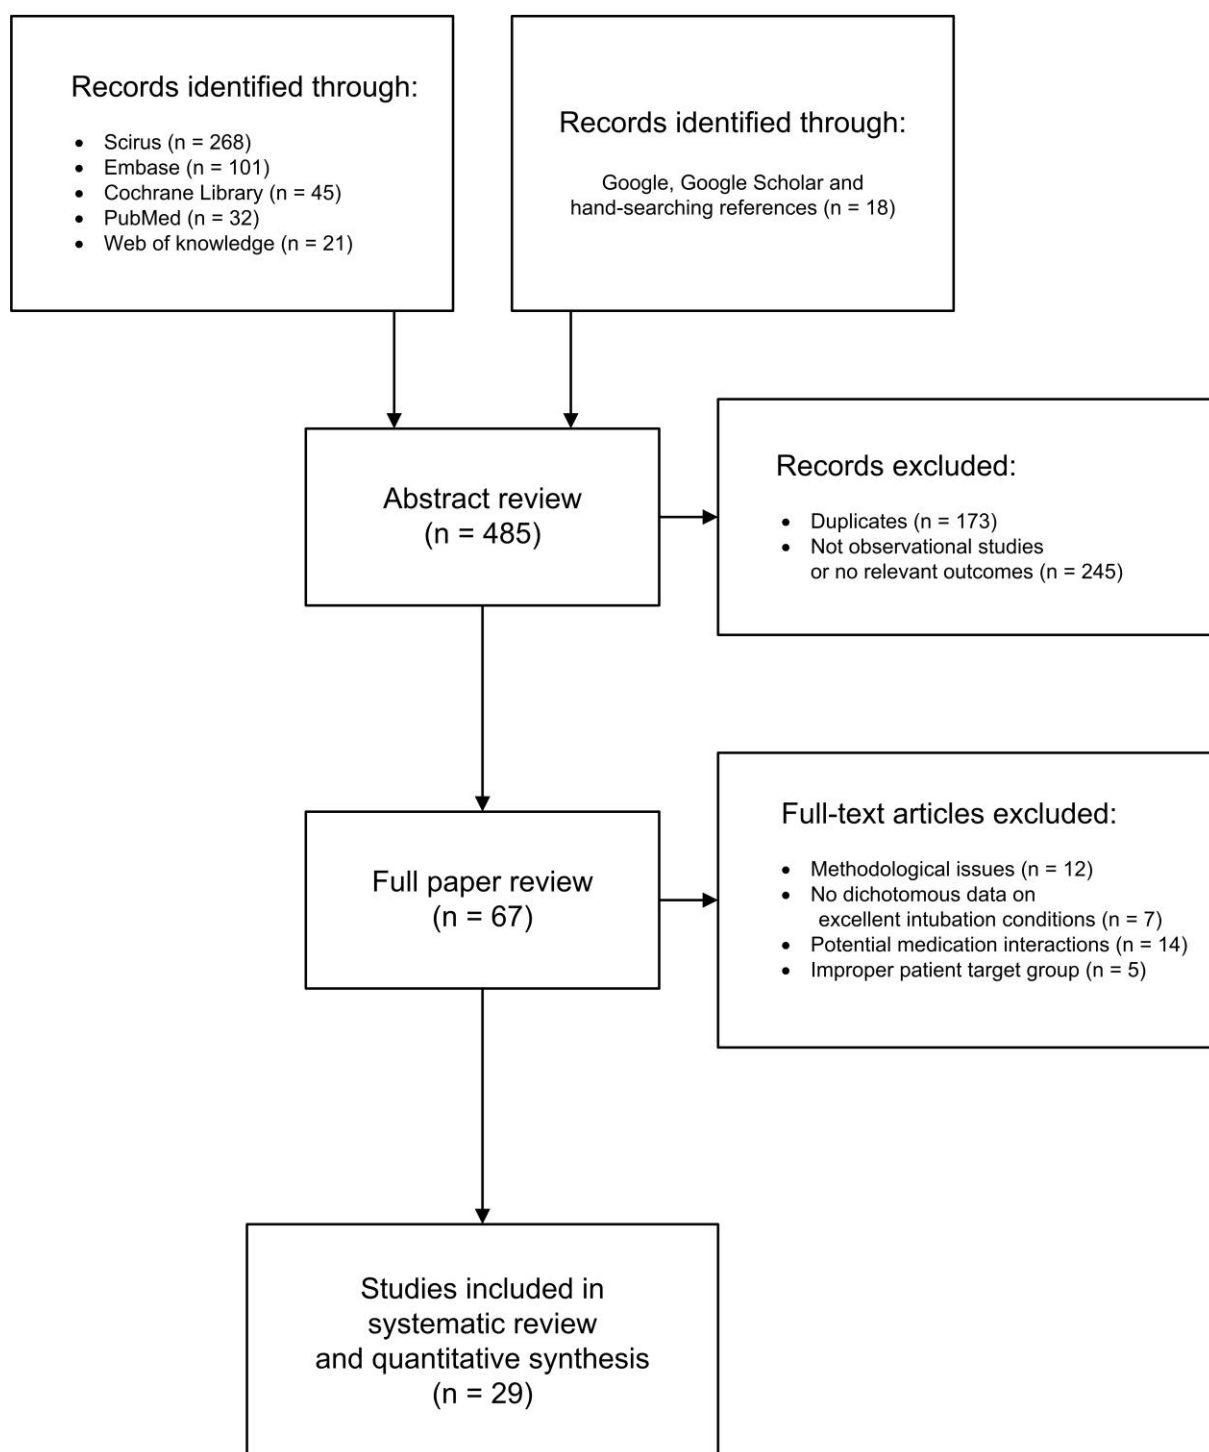 Records identified through:
• Scirus (n = 268)
• Embase (n = 101)
• Cochrane Library (n = 45)
• PubMed (n = 32)
• Web of knowledge (n = 21)
Records identified through:
Google, Google Scholar and
hand-searching references (n = 18)
Abstract review
(n = 485)
Records excluded:
• Duplicates (n = 173)
• Not observational studies
or no relevant outcomes (n = 245)
Full paper review
(n = 67)
Full-text articles excluded:
• Methodological issues (n = 12)
• No dichotomous data on
excellent intubation conditions (n = 7)
• Potential medication interactions (n = 14)
• Improper patient target group (n = 5)
Studies included in
systematic review
and quantitative synthesis
(n = 29)